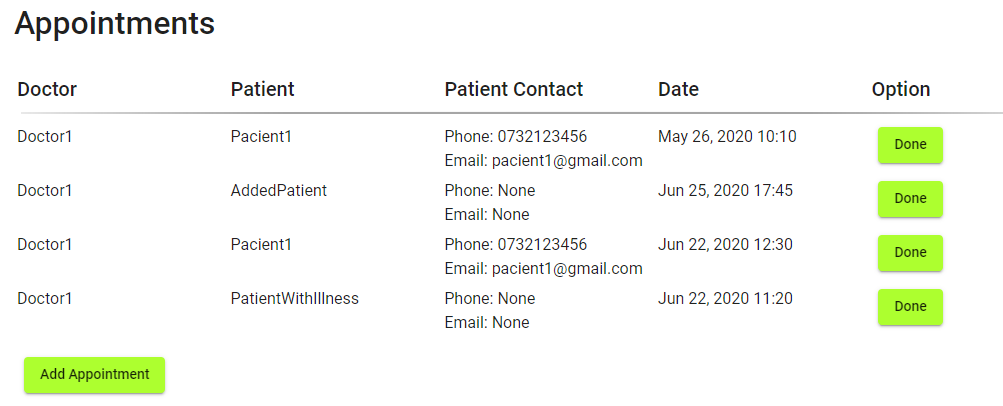 Appointments
Doctor Patient Patient Contact Date Option
Doctor1 Pacient1 Phone: 0732123456 May 26, 2020 10:10 Done
Email: pacient1@gmail.com
Doctor1 AddedPatient Phone: None Jun 25, 2020 17:45 Done
Email: None
Doctor1 Pacient1 Phone: 0732123456 Jun 22, 2020 12:30 Done
Email: pacient1@gmail.com
Doctor1 PatientWithIllness Phone: None Jun 22, 2020 11:20 Done
Email: None
Add Appointment